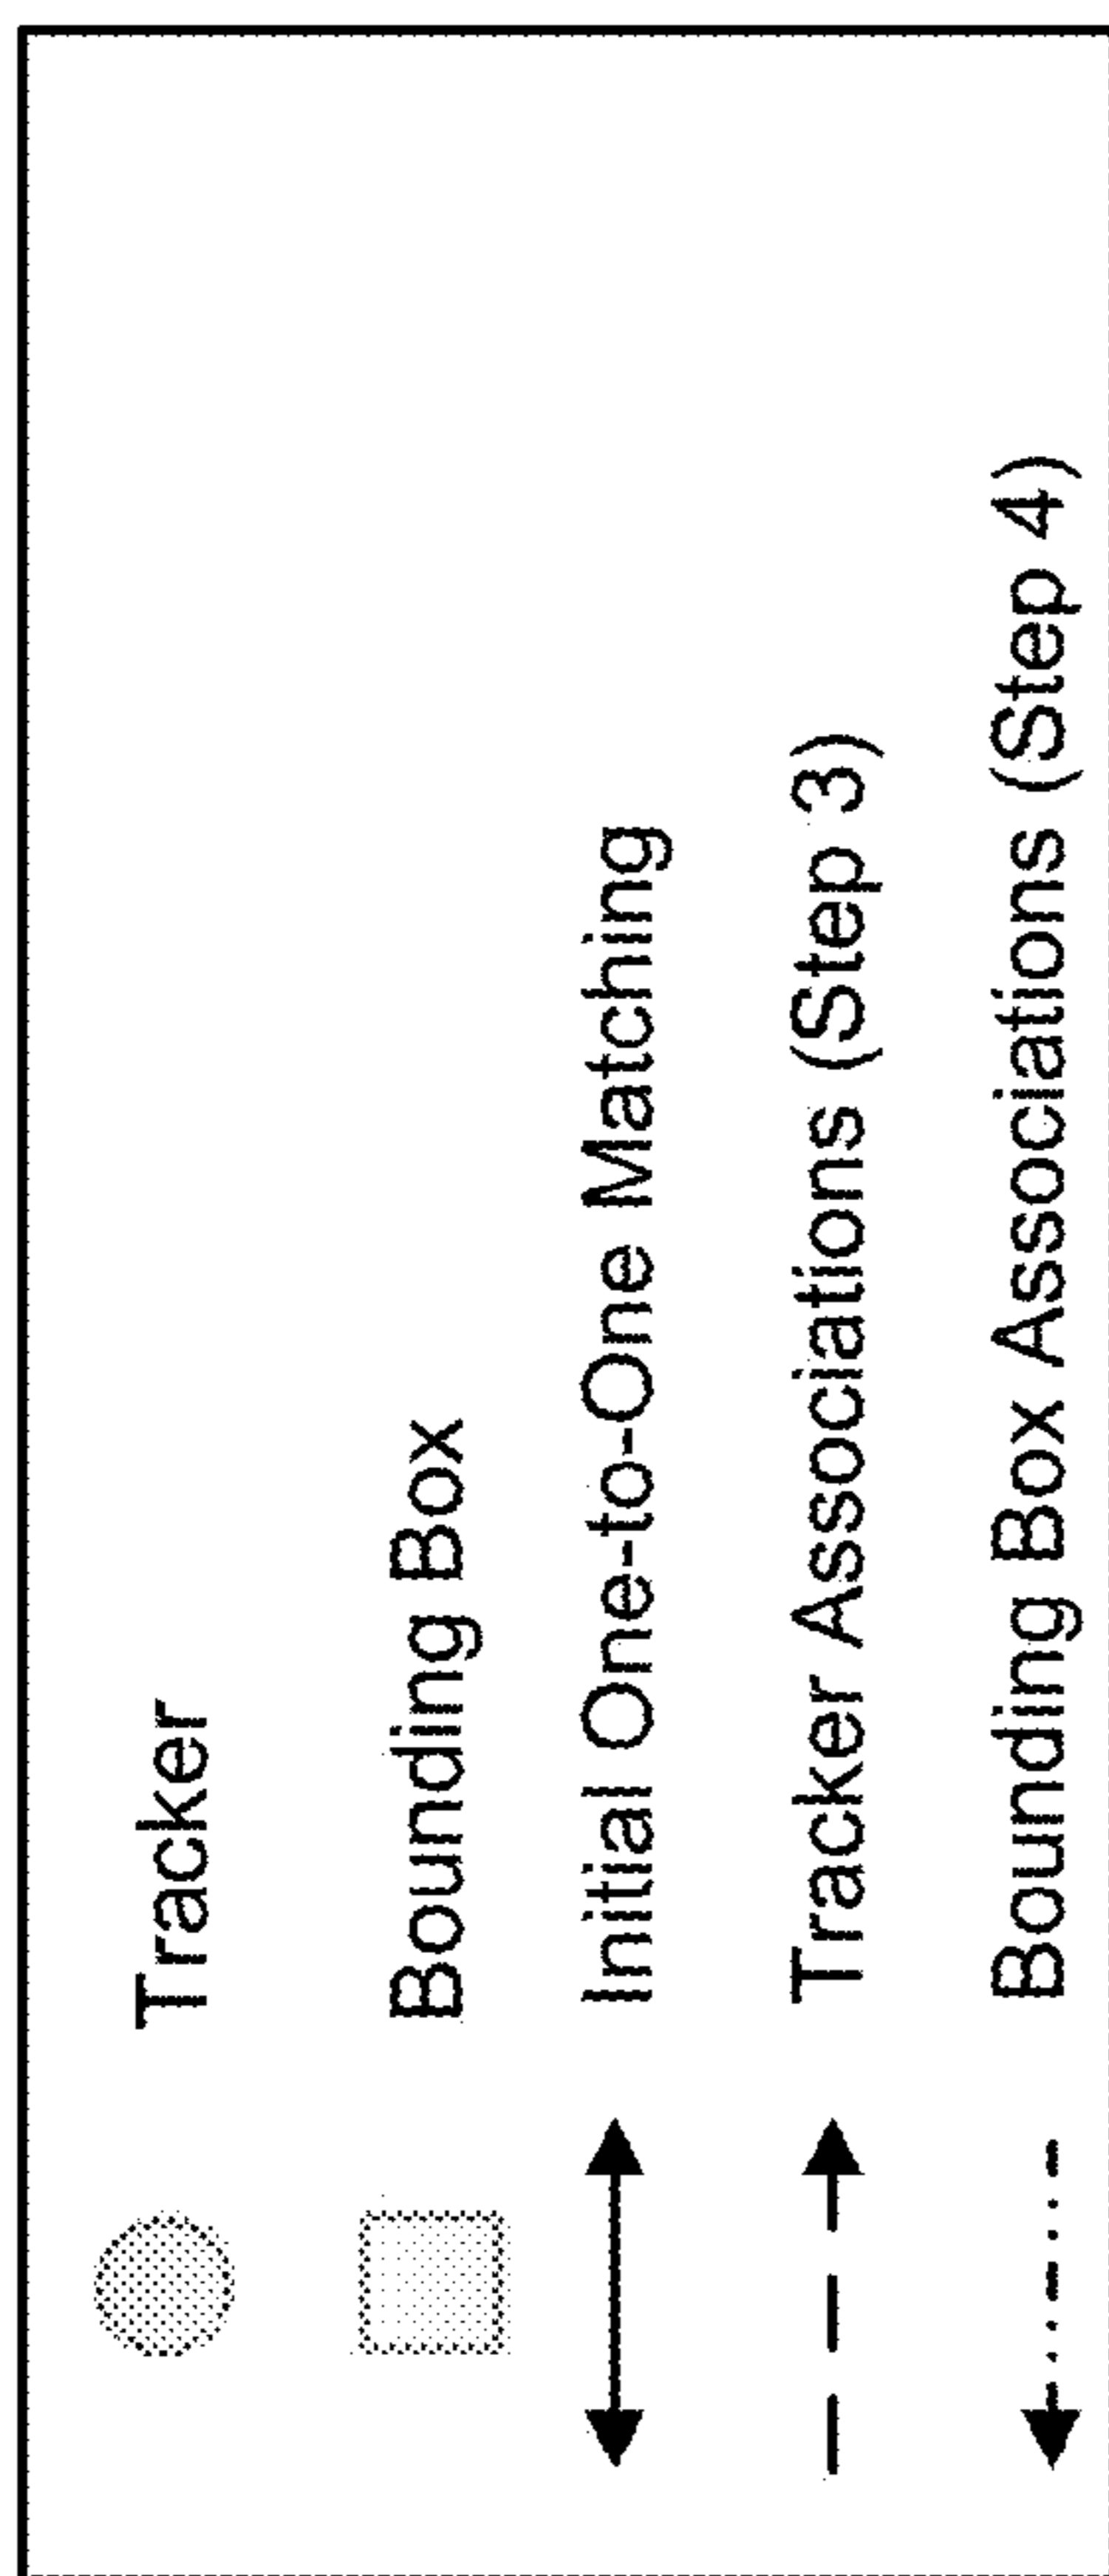 Tracker
Bounding Box
Initial One-to-One Matching
Tracker Associations (Step 3)
Bounding Box Associations (Step 4)